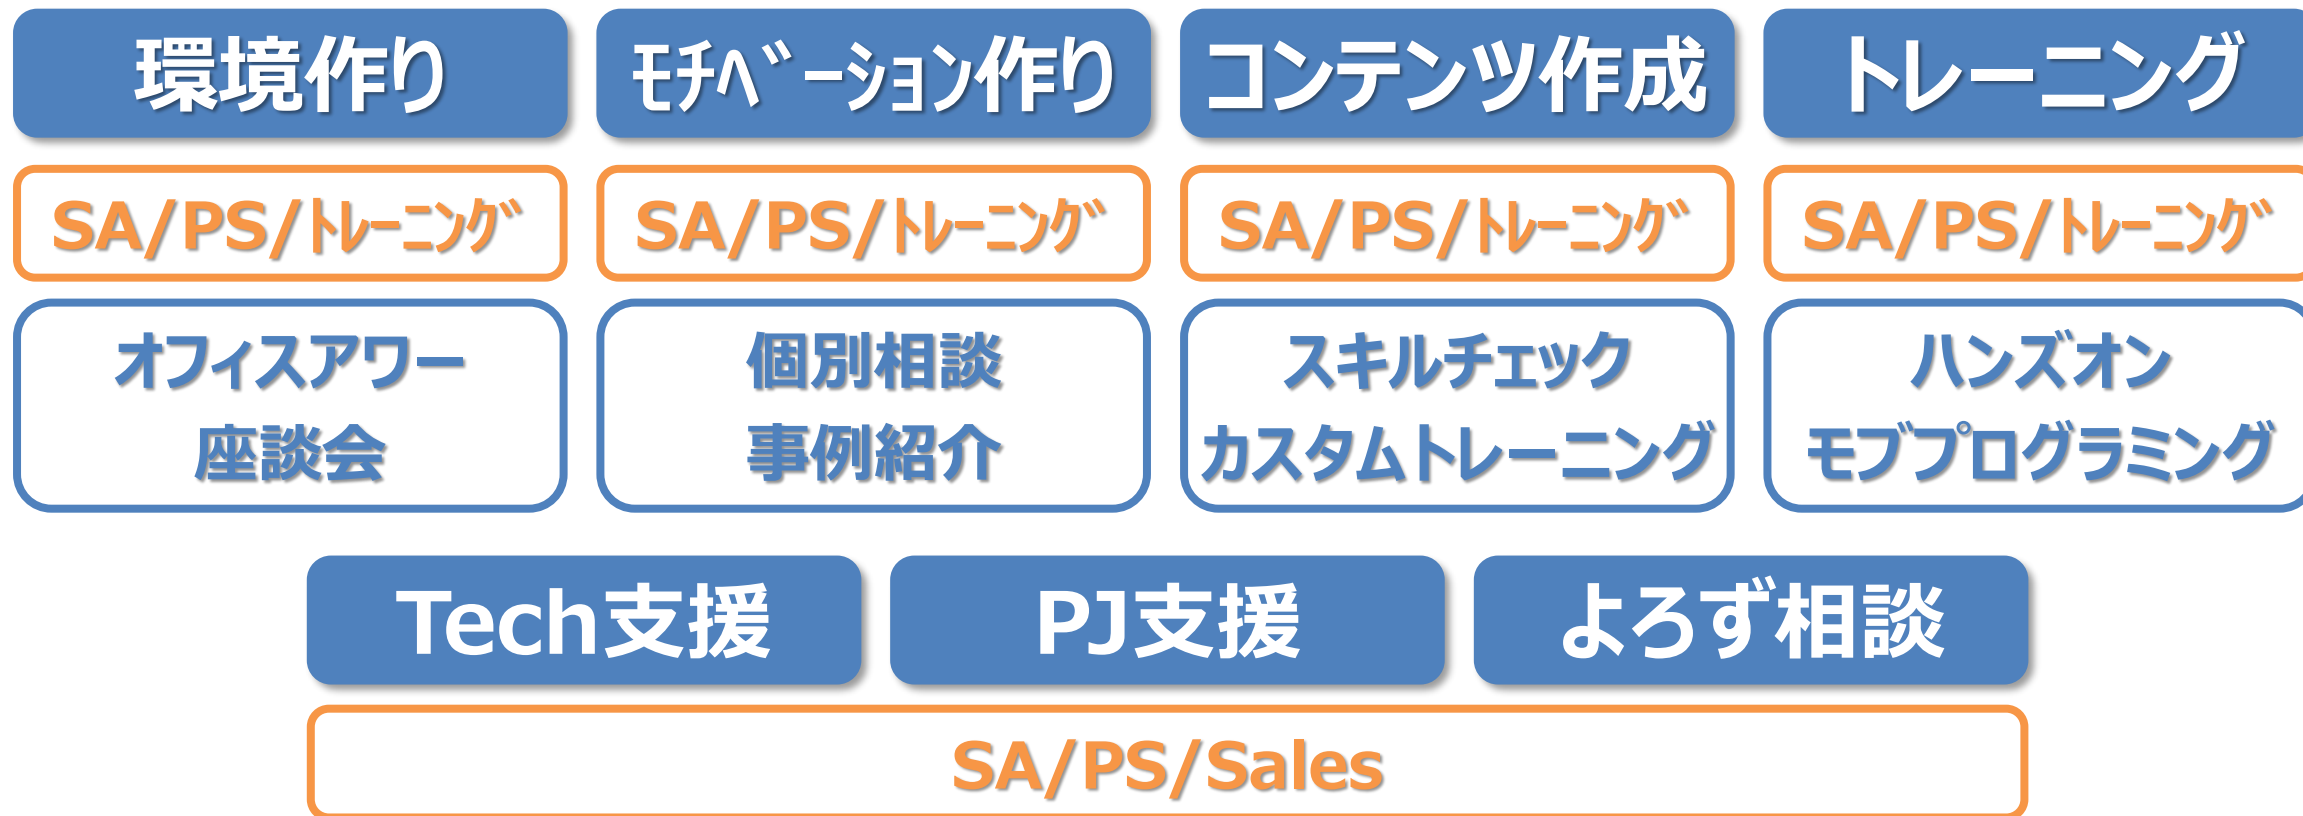 環境作り
ﾓﾁﾍﾞｰｼｮﾝ作り
コンテンツ作成
トレーニング
SA/PS/ﾄﾚｰﾆﾝｸﾞ
SA/PS/ﾄﾚｰﾆﾝｸﾞ
SA/PS/ﾄﾚｰﾆﾝｸﾞ
SA/PS/ﾄﾚｰﾆﾝｸﾞ
オフィスアワー
座談会
個別相談
事例紹介
スキルチェック
カスタムトレーニング
ハンズオン
モブプログラミング
Tech支援
PJ支援
よろず相談
SA/PS/Sales